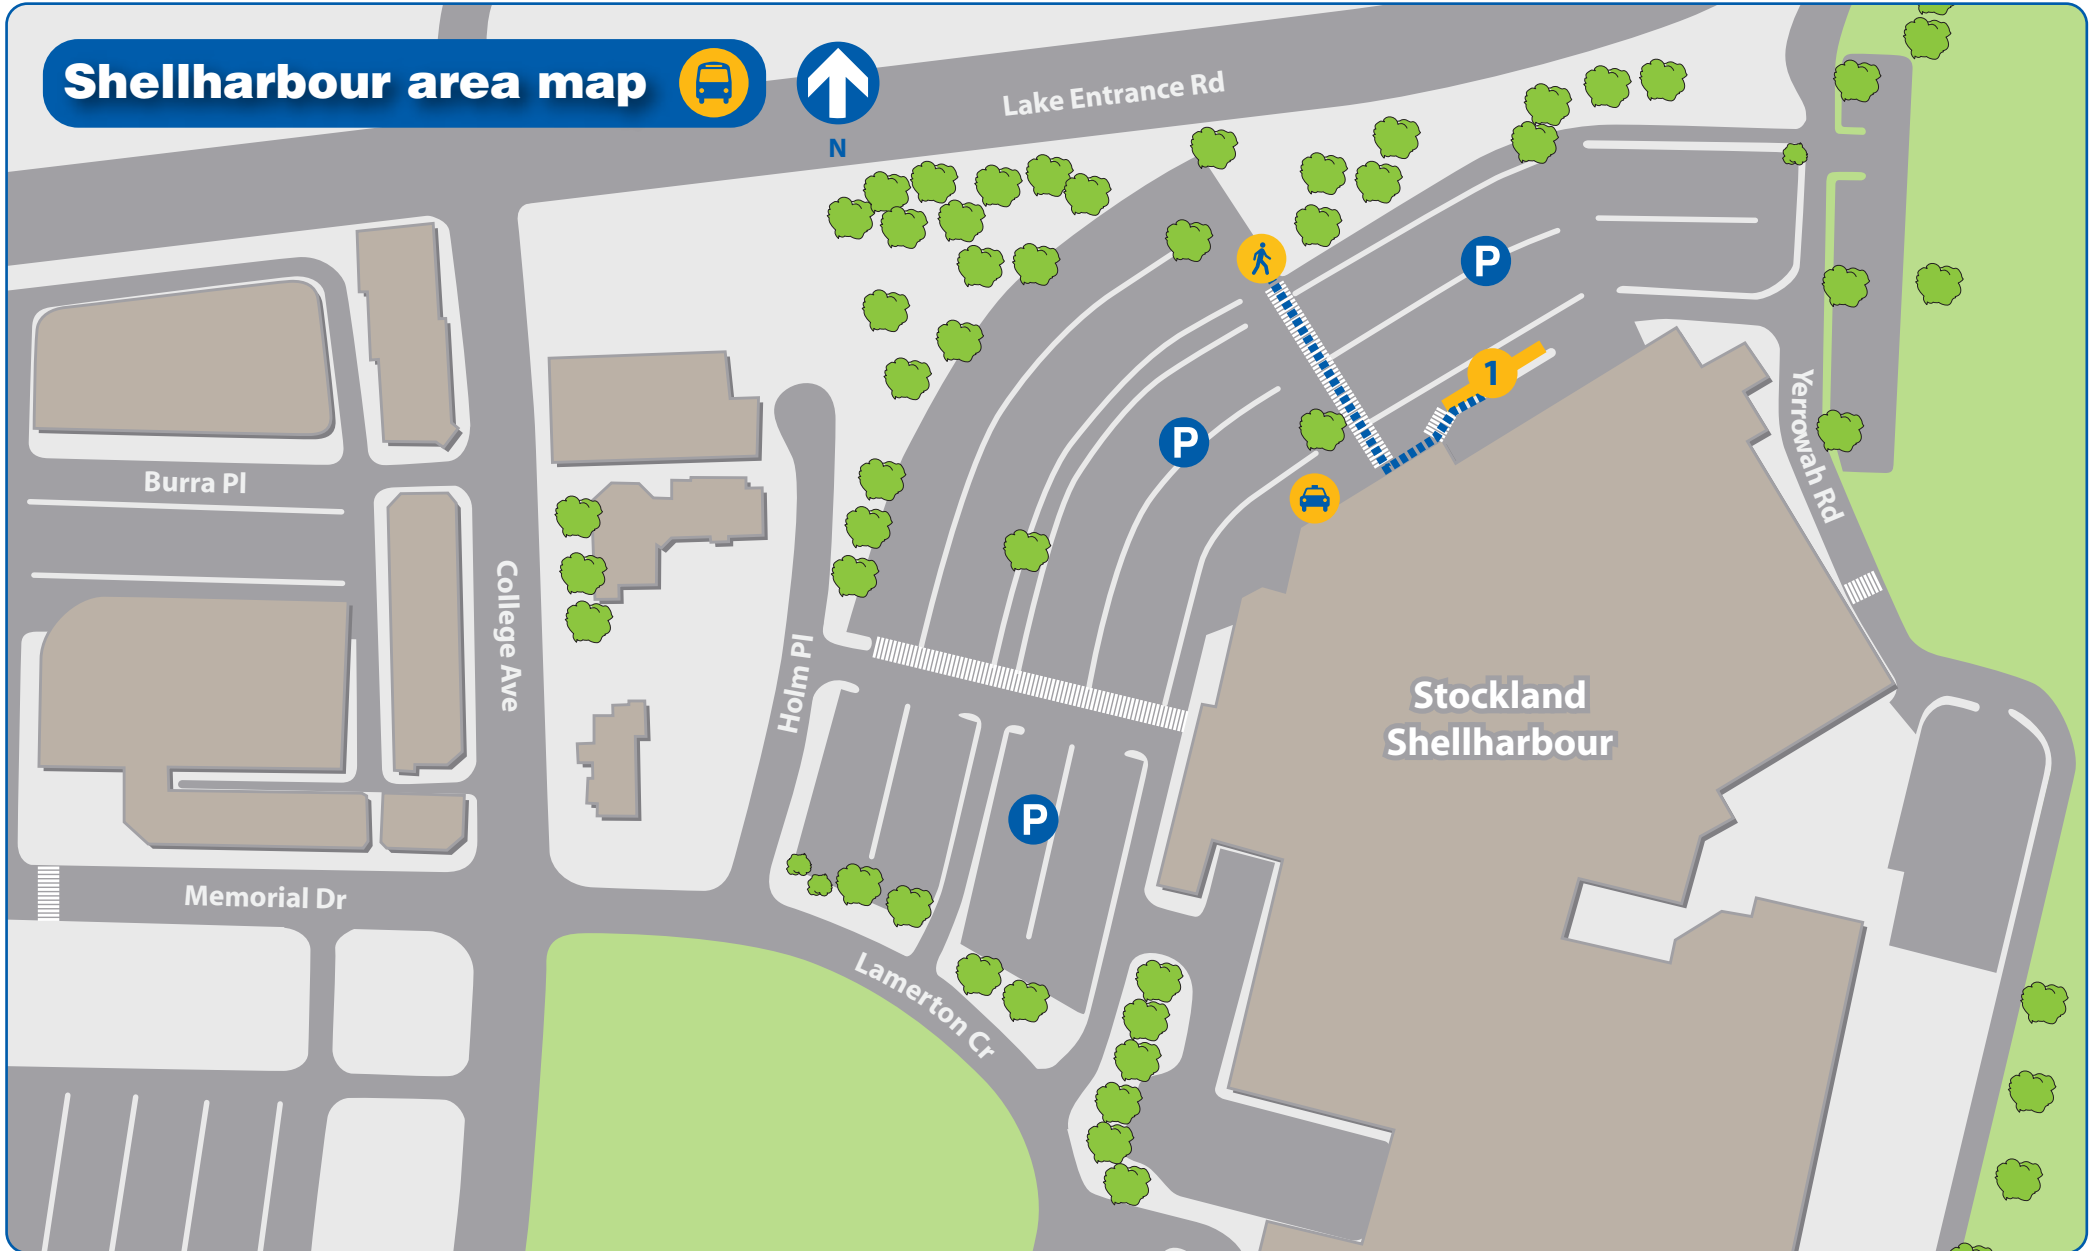 Shellharbour area map
N
Lake Entrance Rd
P
1
Yerrowah Rd
P
Burra Pl
College Ave
Holm Pl
Stockland
Shellharbour
P
Memorial Dr
Lamerton Cr